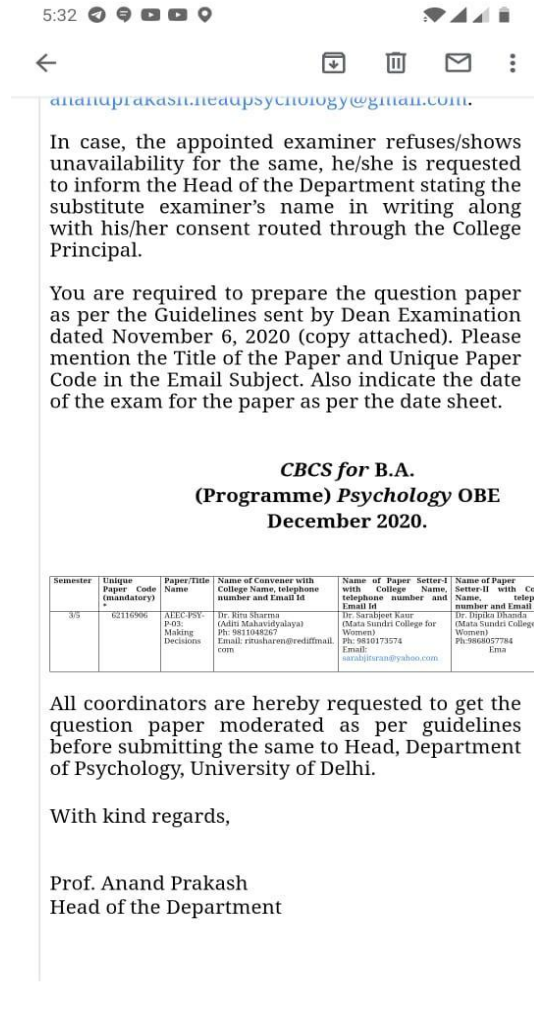 5:32
anandprakash.headpsychology@gmail.com.
In case, the appointed examiner refuses/shows
unavailability for the same, he/she is requested
to inform the Head of the Department stating the
substitute examiner’s name in writing along
with his/her consent routed through the College
Principal.
You are required to prepare the question paper
as per the Guidelines sent by Dean Examination
dated November 6, 2020 (copy attached). Please
mention the Title of the Paper and Unique Paper
Code in the Email Subject. Also indicate the date
of the exam for the paper as per the date sheet.
CBCS for B.A.
(Programme) Psychology OBE
December 2020.
Semester
Unique
Paper Code
(mandatory)
*
Paper/Title
Name
Name of Convener with
College Name, telephone
number and Email Id
Name of Paper Setter-I
with College Name,
telephone number and
Email Id
Name of Paper
Setter-II with Co
Name, telep
number and Email
3/5
62116906
AEEC-PSY-
P-03:
Making
Decisions
Dr. Ritu Sharma
(Aditi Mahavidyalaya)
Ph: 9811048267
Email: ritusharen@rediffmail.
com
Dr. Sarabjeet Kaur
(Mata Sundri College for
Women)
Ph: 9810173574
Email:
sarabjitsran@yahoo.com
Dr. Dipika Dhanda
(Mata Sundri College
Women)
Ph:9868057784
Ema
All coordinators are hereby requested to get the
question paper moderated as per guidelines
before submitting the same to Head, Department
of Psychology, University of Delhi.
With kind regards,
Prof. Anand Prakash
Head of the Department